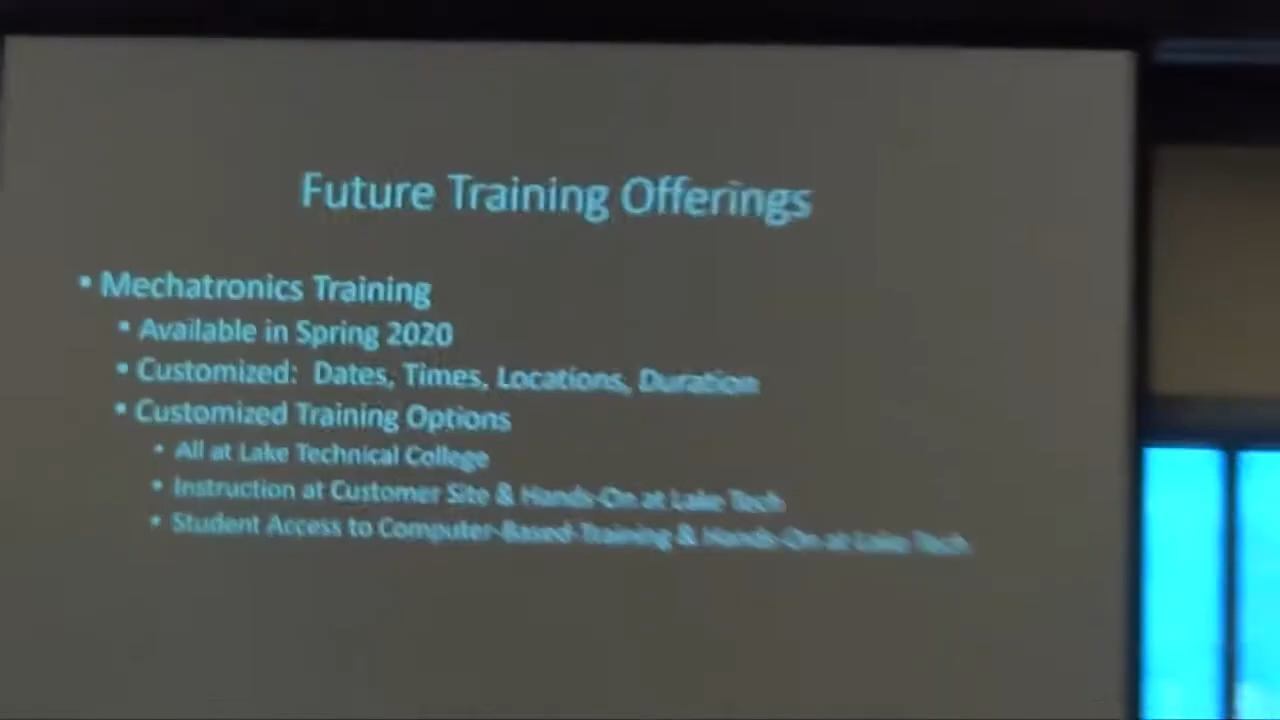 Future Training Offerings
• Mechatronics Training
• Available in Spring 2020
• Customized: Dates, Times, Locations, Duration
• Customized Training Options
• All at Lake Technical College
• Instruction at Customer Site & Hands-On at Lake Tech
• Student Access to Computer-Based-Training & Hands-On at Lake Tech